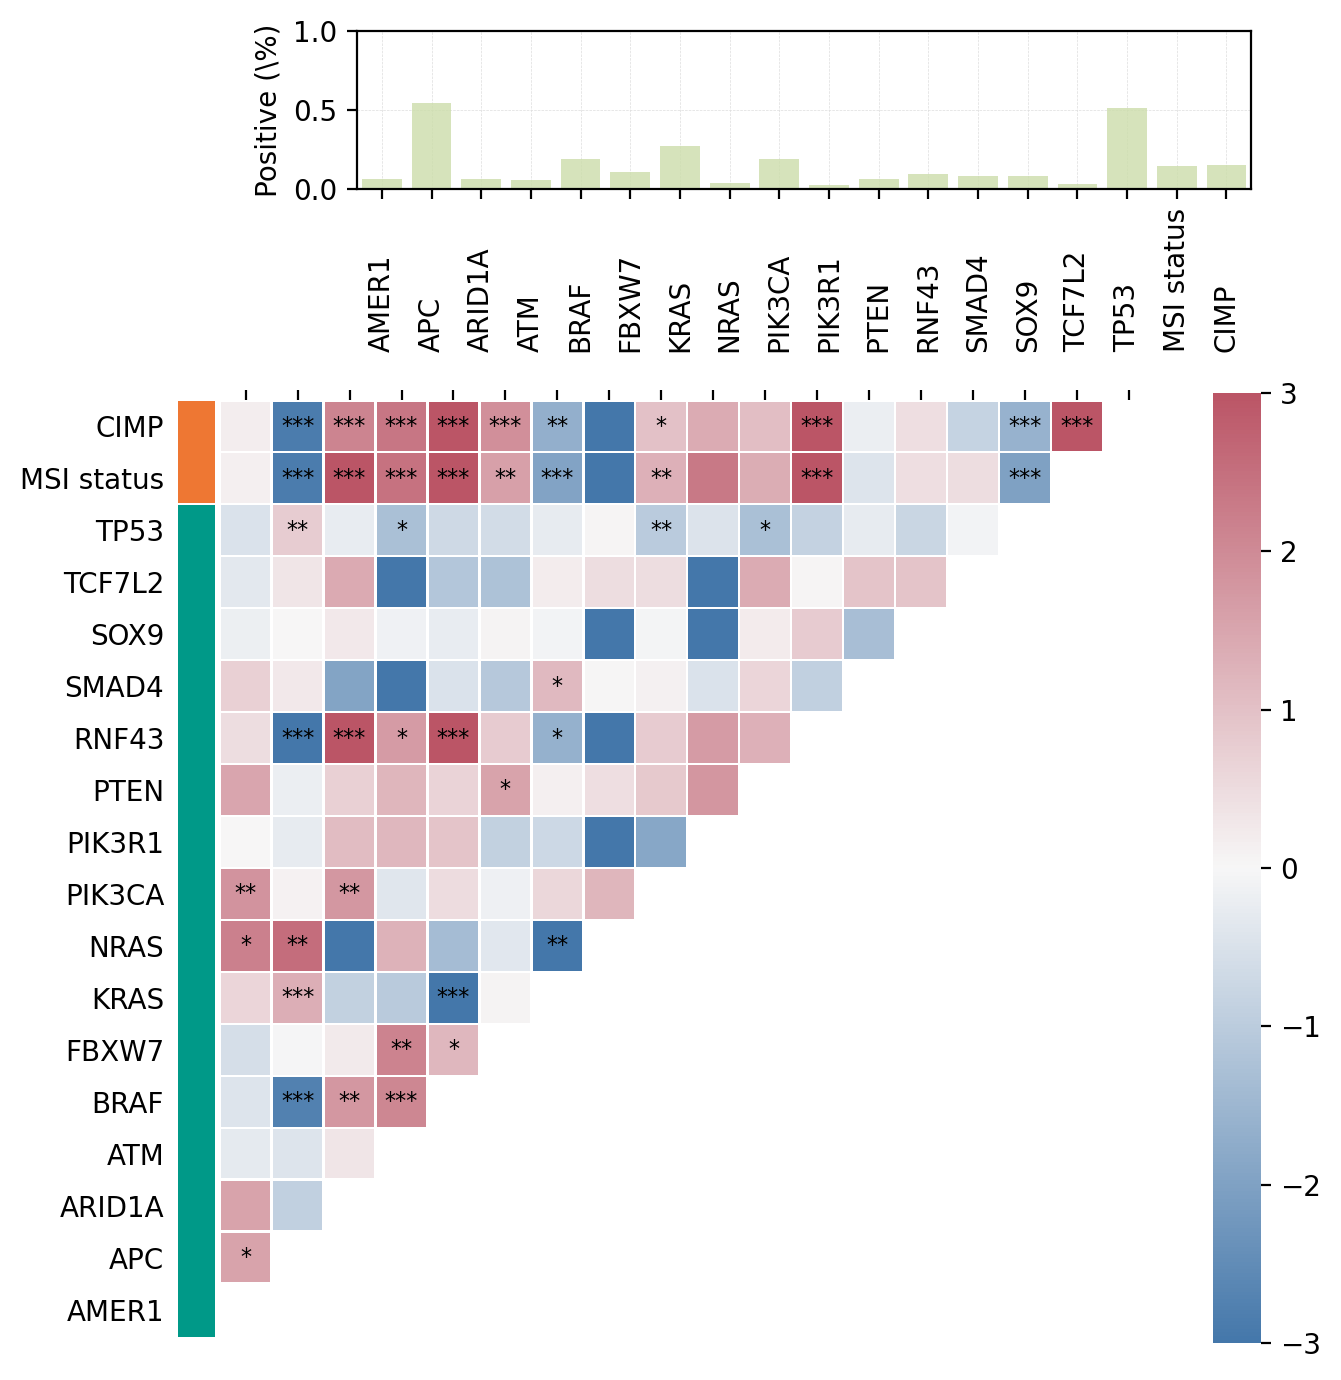 Positive (\%)
1.0
0.5
0.0
AMER1
APC
ARID1A
ATM
BRAF
FBXW7
KRAS
NRAS
PIK3CA
PIK3R1
PTEN
RNF43
SMAD4
SOX9
TCF7L2
TP53
MSI status
CIMP
CIMP *** *** *** *** *** ** * *** *** ***
MSI status *** *** *** *** ** *** ** *** ***
TP53 ** * ** *
TCF7L2
SOX9
SMAD4 *
RNF43 *** *** * *** *
PTEN *
PIK3R1
PIK3CA ** **
NRAS * ** **
KRAS *** ***
FBXW7 ** *
BRAF *** ** ***
ATM
ARID1A
APC *
AMER1
3
2
1
0
−1
−2
−3